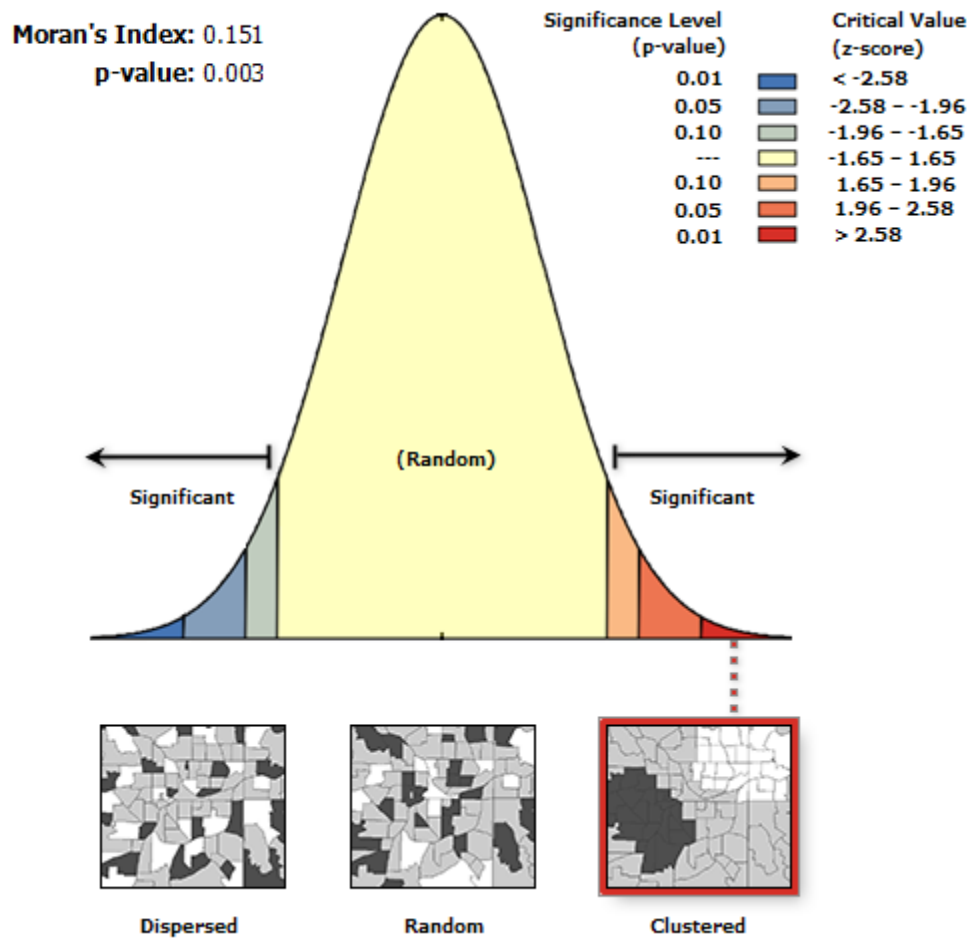 Moran's Index: 0.151
p-value: 0.003
Significance Level
(p-value)
Critical Value
(z-score)
0.01 < -2.58
0.05 -2.58 – -1.96
0.10 -1.96 – -1.65
--- -1.65 – 1.65
0.10 1.65 – 1.96
0.05 1.96 – 2.58
0.01 > 2.58
(Random)
Significant
Significant
Dispersed
Random
Clustered